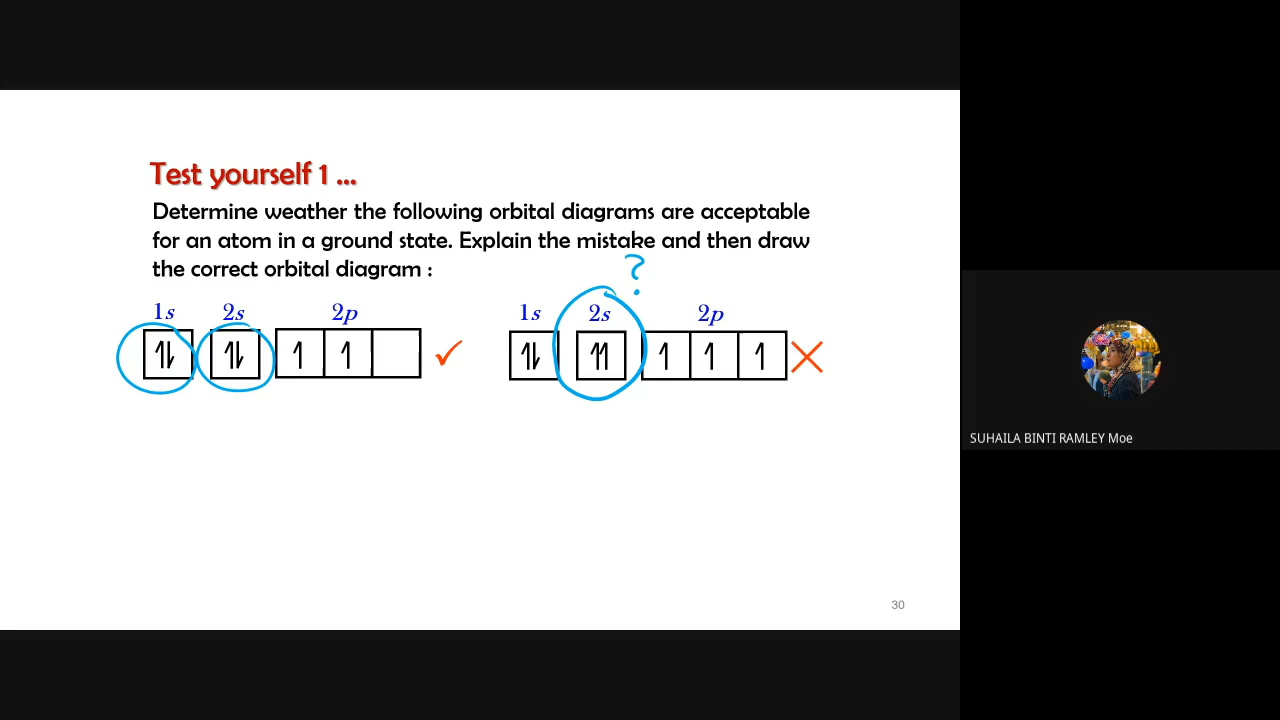 Test yourself 1 ...
Determine weather the following orbital diagrams are acceptable
for an atom in a ground state. Explain the mistake and then draw
the correct orbital diagram :
?
1s 2s 2p 1s 2s 2p
⥮ ⥮ ↿ ↿ ✓ ⥮ ↿↿ ↿ ↿ ↿ ✗
SUHAILA BINTI RAMLEY Moe
30